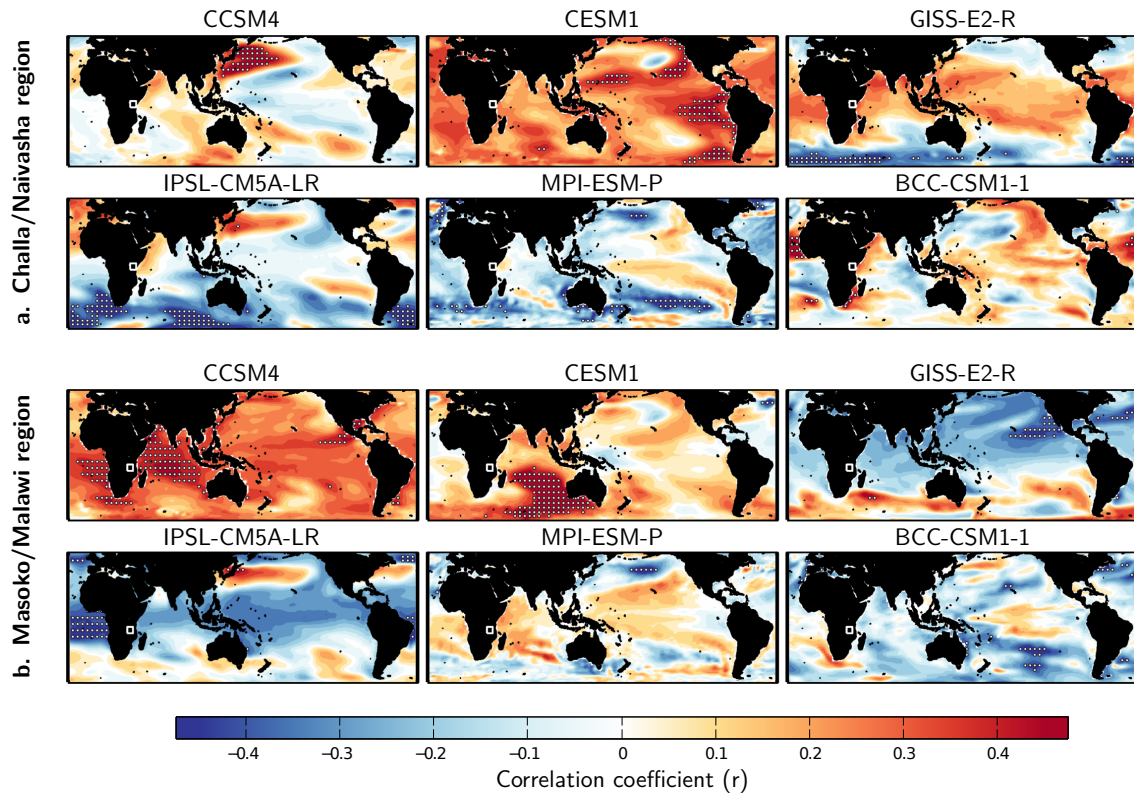 CCSM4 CESM1 GISS-E2-R
a. Challa/Naivasha region
IPSL-CM5A-LR MPI-ESM-P BCC-CSM1-1
CCSM4 CESM1 GISS-E2-R
b. Masoko/Malawi region
IPSL-CM5A-LR MPI-ESM-P BCC-CSM1-1
−0.4 −0.3 −0.2 −0.1 0 0.1 0.2 0.3 0.4
Correlation coefficient (r)